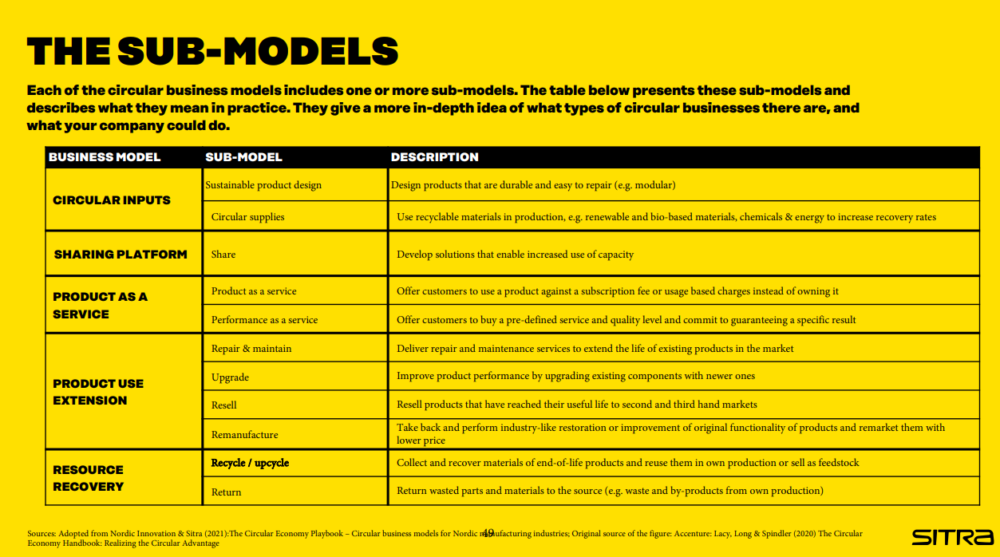 THE SUB-MODELS
Each of the circular business models includes one or more sub-models. The table below presents these sub-models and
describes what they mean in practice. They give a more in-depth idea of what types of circular businesses there are, and
what your company could do.
BUSINESS MODEL SUB-MODEL DESCRIPTION
CIRCULAR INPUTS
Sustainable product design Design products that are durable and easy to repair (e.g. modular)
Circular supplies Use recyclable materials in production, e.g. renewable and bio-based materials, chemicals & energy to increase recovery rates
SHARING PLATFORM Share Develop solutions that enable increased use of capacity
PRODUCT AS A
SERVICE
Product as a service Offer customers to use a product against a subscription fee or usage based charges instead of owning it
Performance as a service Offer customers to buy a pre-defined service and quality level and commit to guaranteeing a specific result
PRODUCT USE
EXTENSION
Repair & maintain Deliver repair and maintenance services to extend the life of existing products in the market
Upgrade Improve product performance by upgrading existing components with newer ones
Resell Resell products that have reached their useful life to second and third hand markets
Remanufacture Take back and perform industry-like restoration or improvement of original functionality of products and remarket them with
lower price
RESOURCE
RECOVERY
Recycle / upcycle Collect and recover materials of end-of-life products and reuse them in own production or sell as feedstock
Return Return wasted parts and materials to the source (e.g. waste and by-products from own production)
Sources: Adopted from Nordic Innovation & Sitra (2021):The Circular Economy Playbook – Circular business models for Nordic manufacturing industries; Original source of the figure: Accenture: Lacy, Long & Spindler (2020) The Circular
Economy Handbook: Realizing the Circular Advantage
49
SITRA